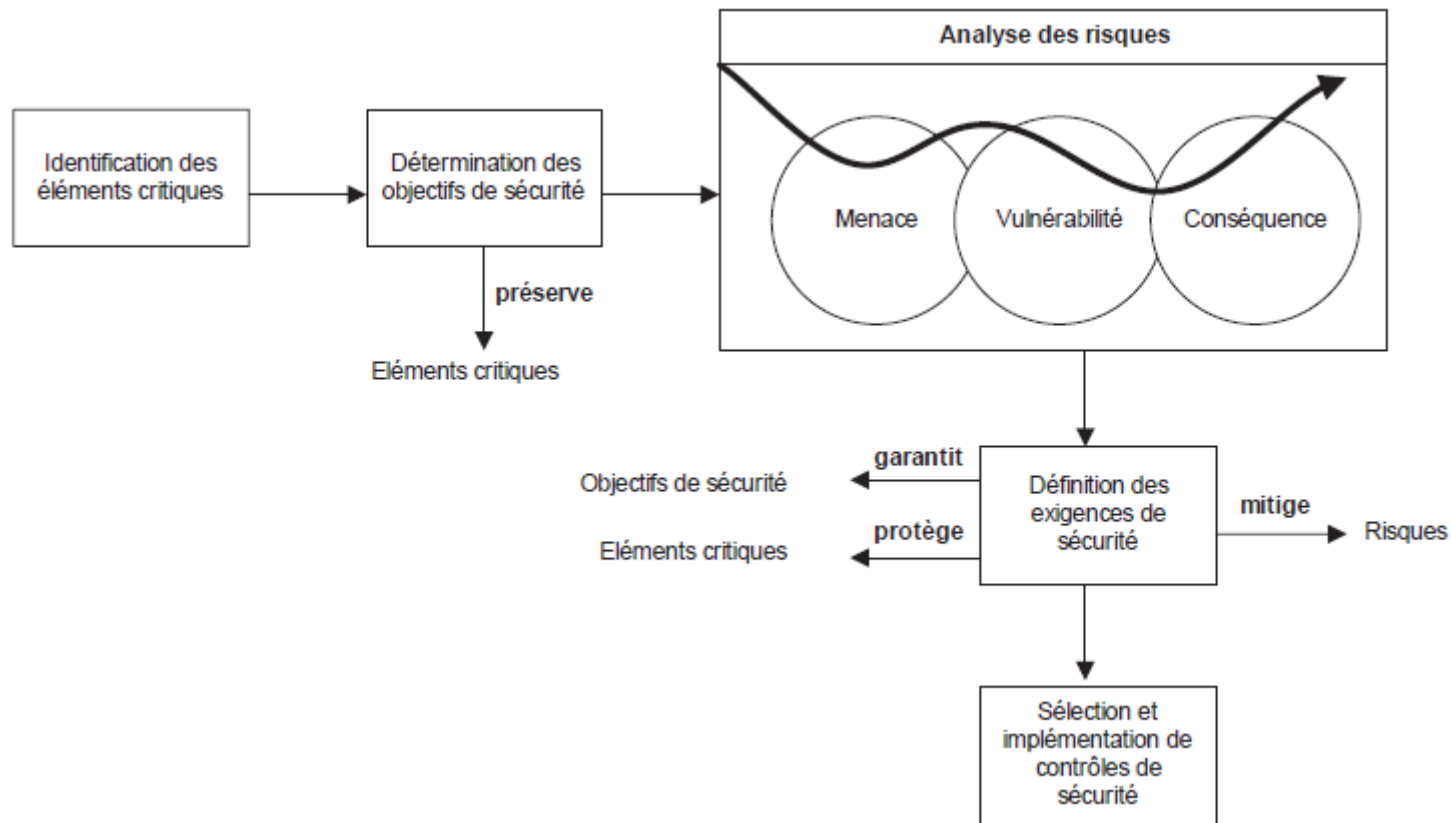 Analyse des risques
Identification des
éléments critiques
Détermination des
objectifs de sécurité
Menace
Vulnérabilité
Conséquence
préserve
Eléments critiques
garantit
Objectifs de sécurité
protège
Eléments critiques
Définition des
exigences de
sécurité
mitige
Risques
Sélection et
implémentation de
contrôles de
sécurité